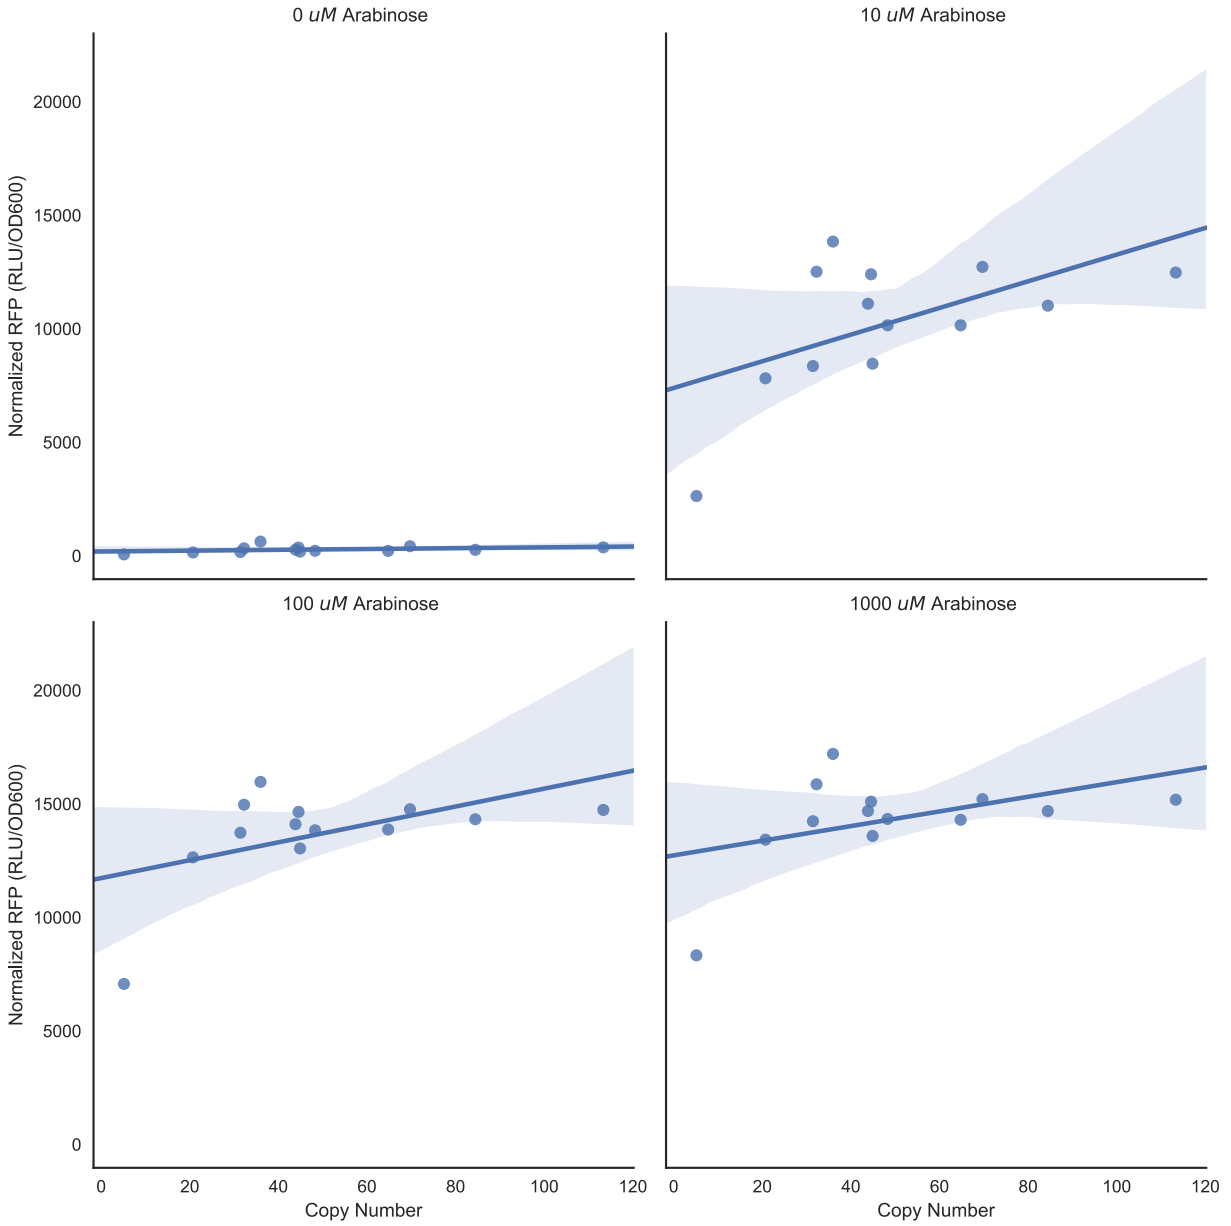 0 uM Arabinose
10 uM Arabinose
20000
15000
10000
5000
0
Normalized RFP (RLU/OD600)
100 uM Arabinose
1000 uM Arabinose
20000
15000
10000
5000
0
Normalized RFP (RLU/OD600)
0 20 40 60 80 100 120
Copy Number
0 20 40 60 80 100 120
Copy Number